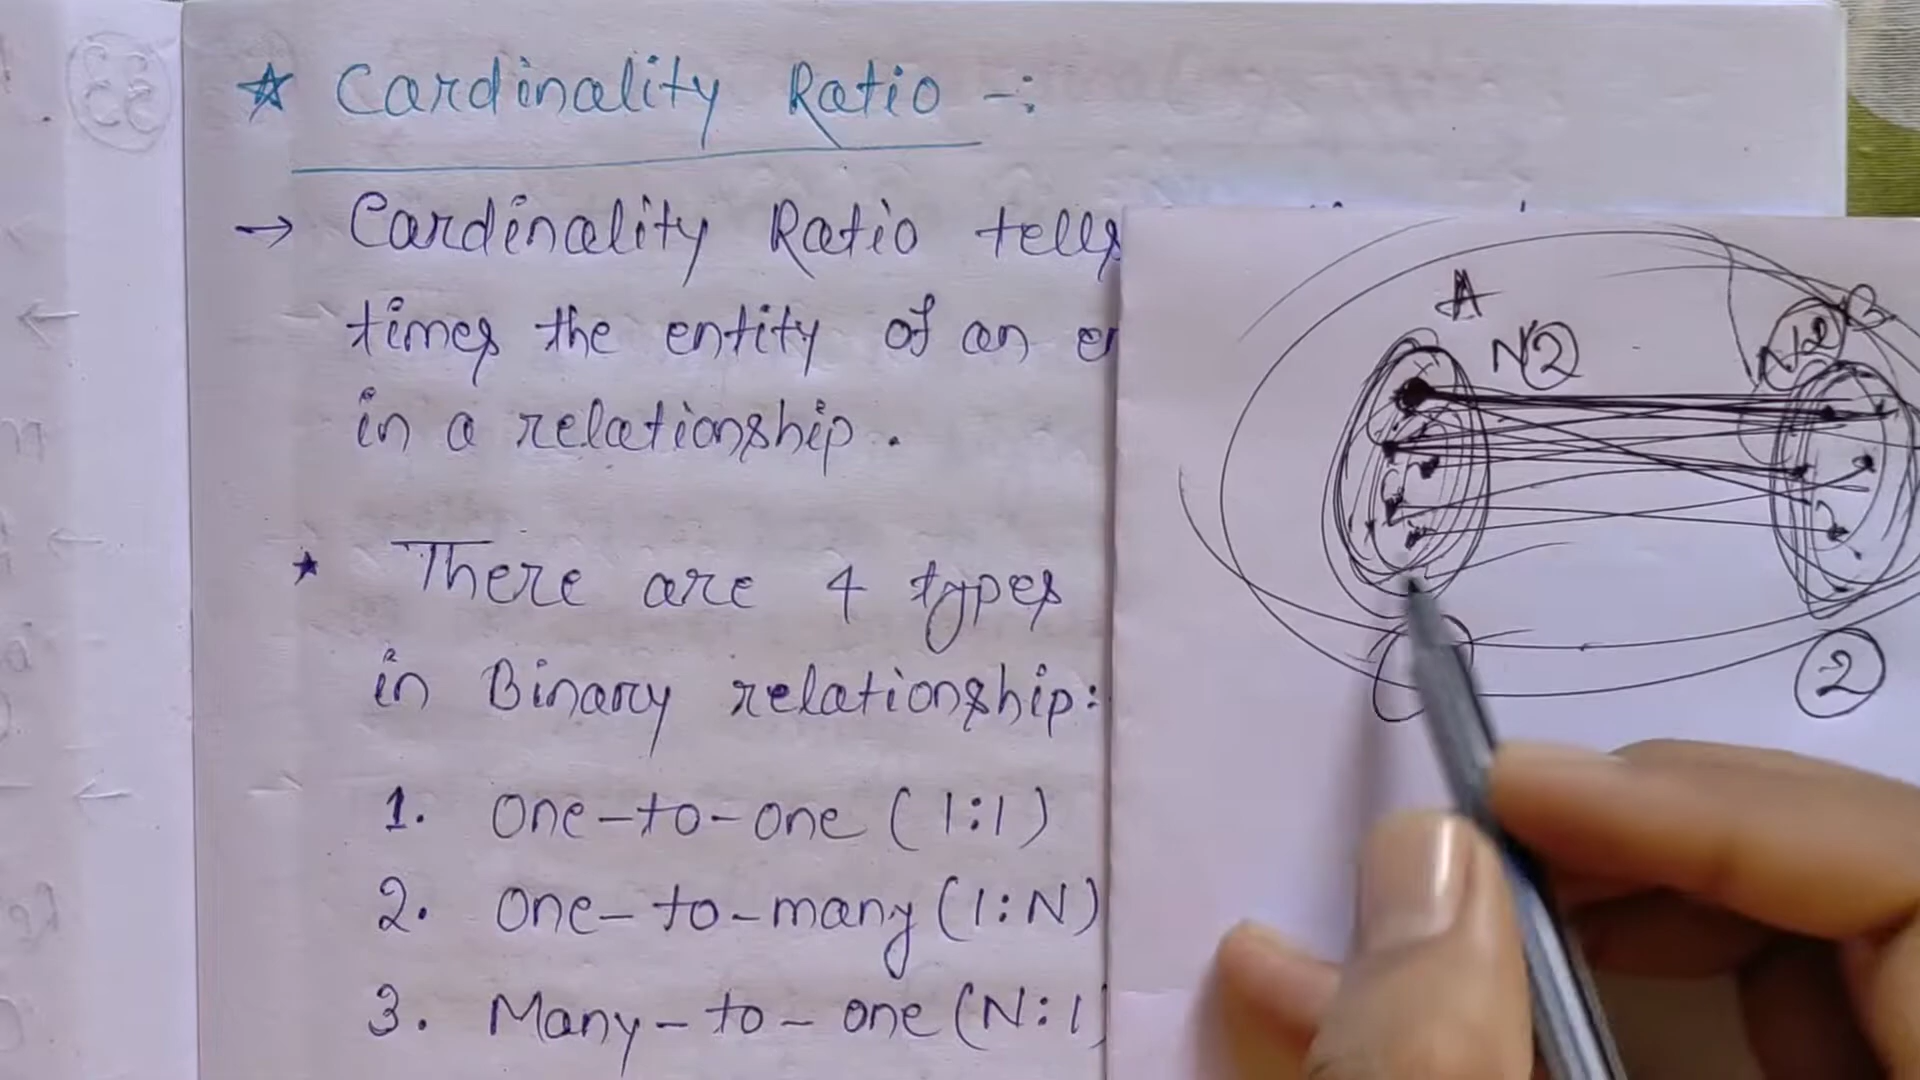 ☆ Cardinality Ratio -:
→ Cardinality Ratio tells
times the entity of an
in a relationship.
★ There are 4 types
in Binary relationship:
1. One-to-one (1:1)
2. One-to-many (1:N)
3. Many-to-one (N:1
A
N2
2